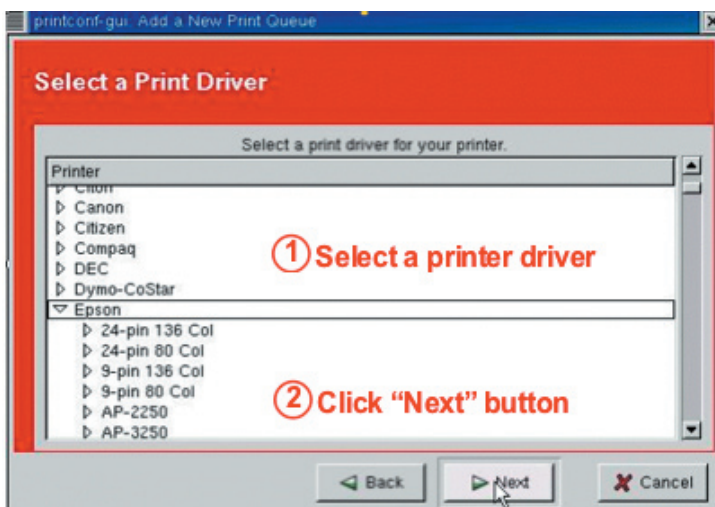 printconf-gui: Add a New Print Queue
Select a Print Driver
Select a print driver for your printer.
Printer
Canon
Citizen
Compaq
DEC
Dymo-CoStar
Epson
24-pin 136 Col
24-pin 80 Col
9-pin 136 Col
9-pin 80 Col
AP-2250
AP-3250
1 Select a printer driver
2 Click “Next” button
Back
Next
Cancel